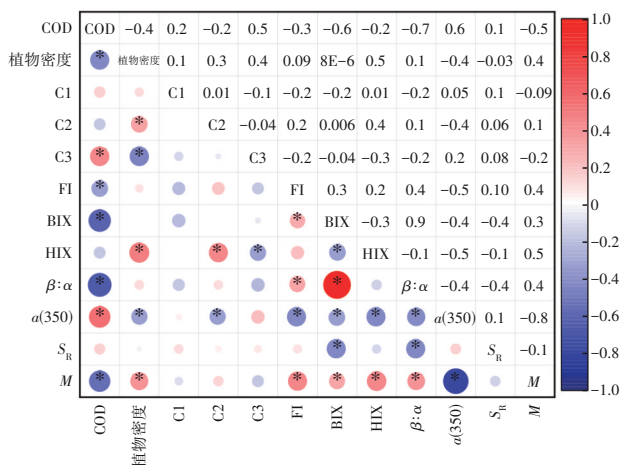 COD COD −0.4 0.2 −0.2 0.5 −0.3 −0.6 −0.2 −0.7 0.6 0.1 −0.5
植物密度 * 植物密度 0.1 0.3 0.4 0.09 8E-6 0.5 0.1 −0.4 −0.03 0.4
C1 C1 0.01 −0.1 −0.2 −0.2 0.01 −0.2 0.05 0.1 −0.09
C2 * C2 −0.04 0.2 0.006 0.4 0.1 −0.4 0.06 0.1
C3 * * C3 −0.2 −0.04 −0.3 −0.2 0.2 0.08 −0.2
FI * FI 0.3 0.2 0.4 −0.5 0.10 0.4
BIX * * BIX −0.3 0.9 −0.4 −0.4 0.3
HIX * * * * HIX −0.1 −0.5 −0.1 0.5
β∶α * * * β∶α −0.4 −0.4 0.4
a(350) * * * * * * * a(350) 0.1 −0.8
SR * * SR −0.1
M * * * * * * * M
COD 植物密度 C1 C2 C3 FI BIX HIX β∶α a(350) SR M
1.0
0.8
0.6
0.4
0.2
0
−0.2
−0.4
−0.6
−0.8
−1.0